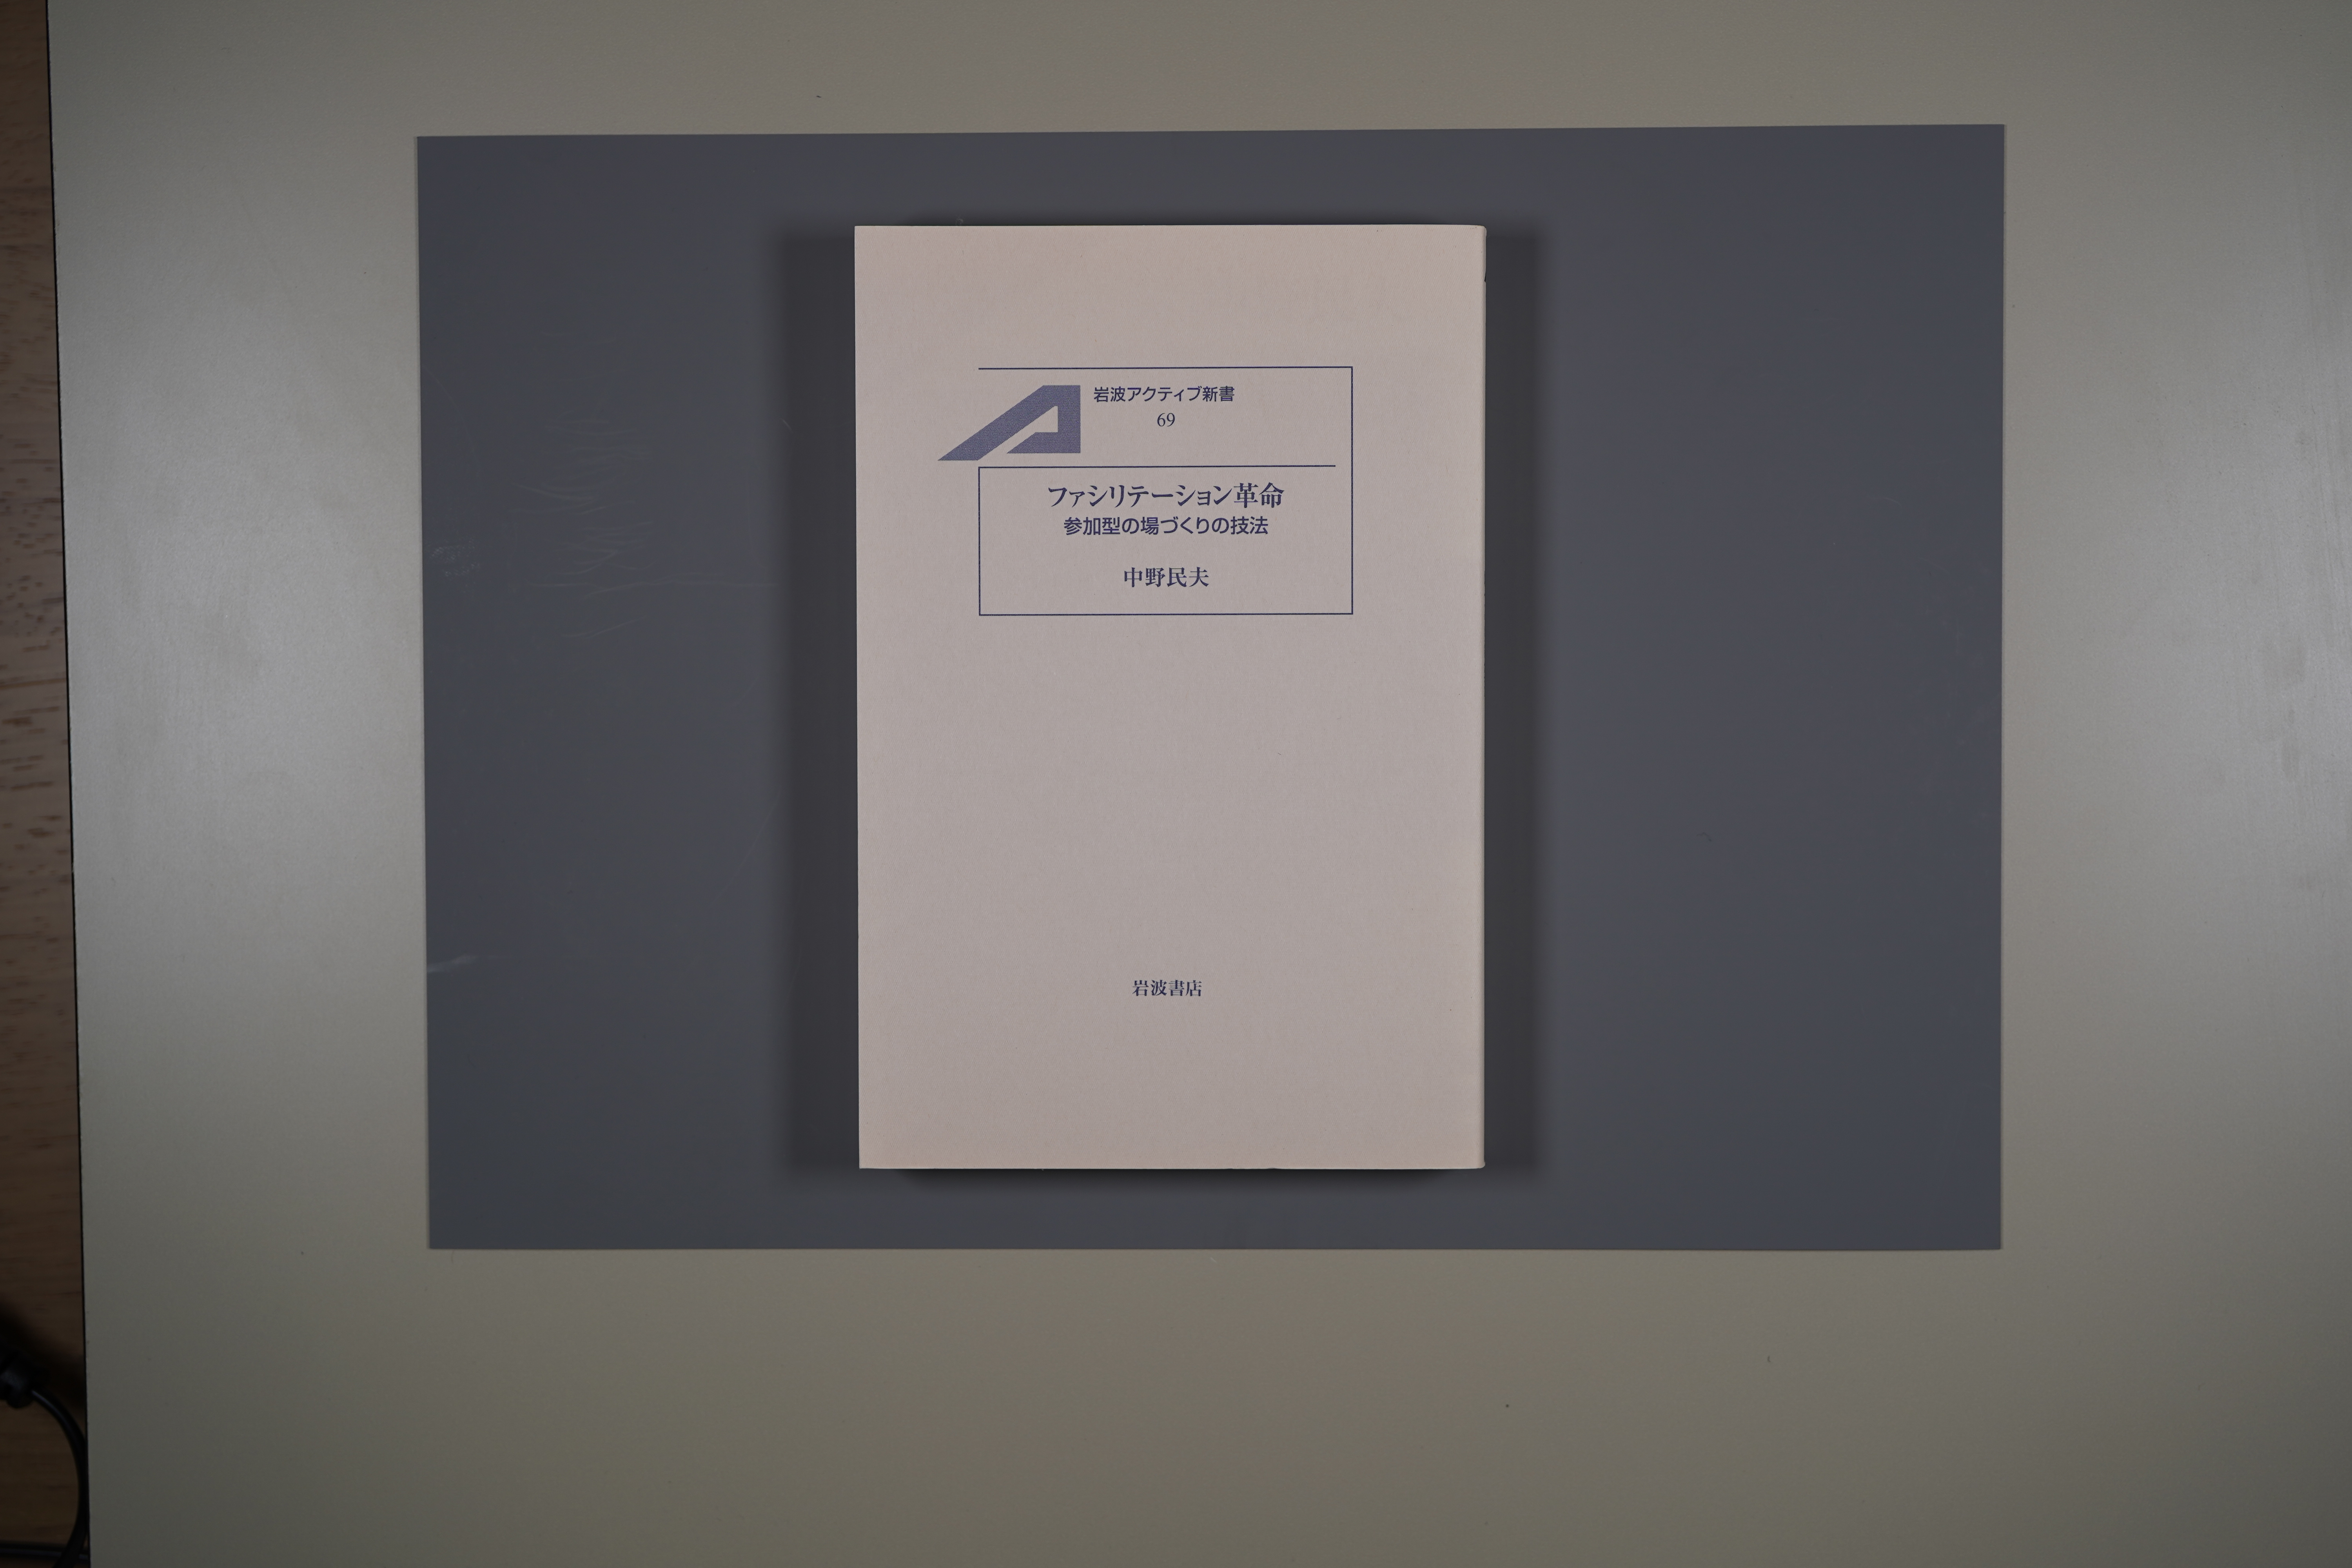 岩波アクティブ新書
69
ファシリテーション革命
参加型の場づくりの技法
中野民夫
岩波書店